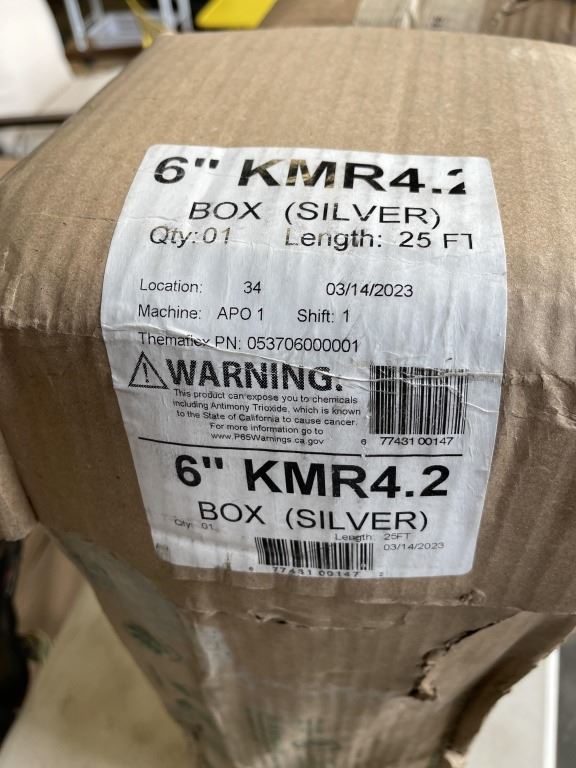 6" KMR4.2
BOX (SILVER)
Qty: 01 Length: 25 FT
Location: 34 03/14/2023
Machine: APO 1 Shift: 1
Themaflex PN: 053706000001
WARNING:
This product can expose you to chemicals
including Antimony Trioxide, which is known
to the State of California to cause cancer.
For more information go to
www.P65Warnings.ca.gov
6 77431 00147
6" KMR4.2
BOX (SILVER)
Qty: 01 Length: 25FT
03/14/2023
6 77431 00147 2